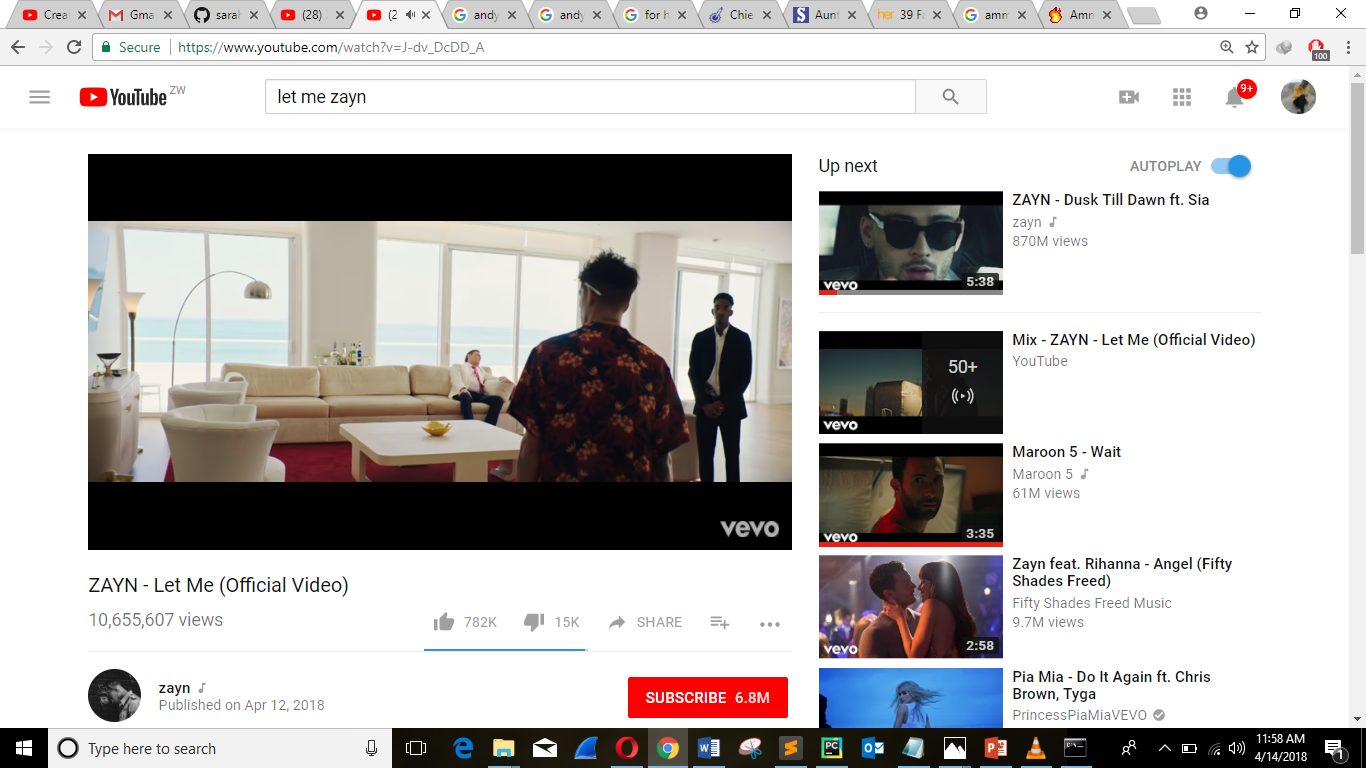 Crea
Gma
sarah
(28)
(2
andy
andy
for h
Chie
Aunt
her 39 Fa
amm
Amn
Secure
https://www.youtube.com/watch?v=J-dv_DcDD_A
100
YouTube ZW
let me zayn
9+
Up next
AUTOPLAY
vevo
ZAYN - Let Me (Official Video)
10,655,607 views
782K
15K
SHARE
zayn
Published on Apr 12, 2018
SUBSCRIBE 6.8M
vevo
5:38
ZAYN - Dusk Till Dawn ft. Sia
zayn
870M views
vevo
50+
Mix - ZAYN - Let Me (Official Video)
YouTube
vevo
3:35
Maroon 5 - Wait
Maroon 5
61M views
vevo
2:58
Zayn feat. Rihanna - Angel (Fifty
Shades Freed)
Fifty Shades Freed Music
9.7M views
Pia Mia - Do It Again ft. Chris
Brown, Tyga
PrincessPiaMiaVEVO
Type here to search
11:58 AM
4/14/2018
1